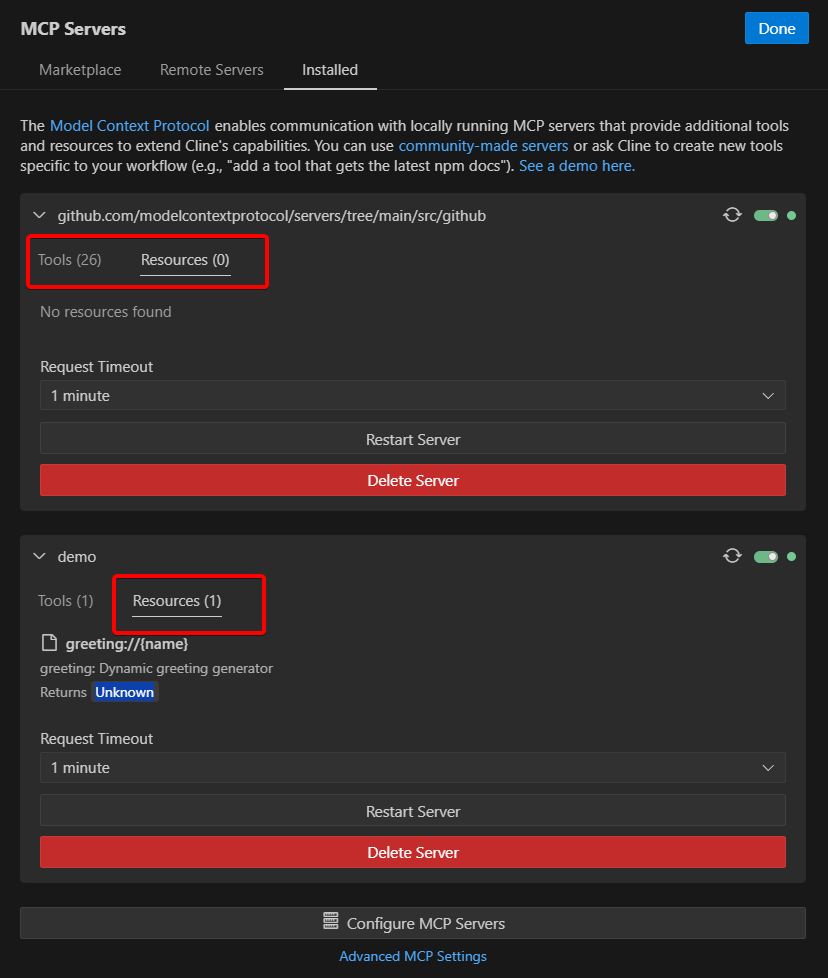 MCP Servers
Done
Marketplace
Remote Servers
Installed
The Model Context Protocol enables communication with locally running MCP servers that provide additional tools
and resources to extend Cline's capabilities. You can use community-made servers or ask Cline to create new tools
specific to your workflow (e.g., "add a tool that gets the latest npm docs"). See a demo here.
github.com/modelcontextprotocol/servers/tree/main/src/github
Tools (26)
Resources (0)
No resources found
Request Timeout
1 minute
Restart Server
Delete Server
demo
Tools (1)
Resources (1)
greeting://{name}
greeting: Dynamic greeting generator
Returns Unknown
Request Timeout
1 minute
Restart Server
Delete Server
Configure MCP Servers
Advanced MCP Settings